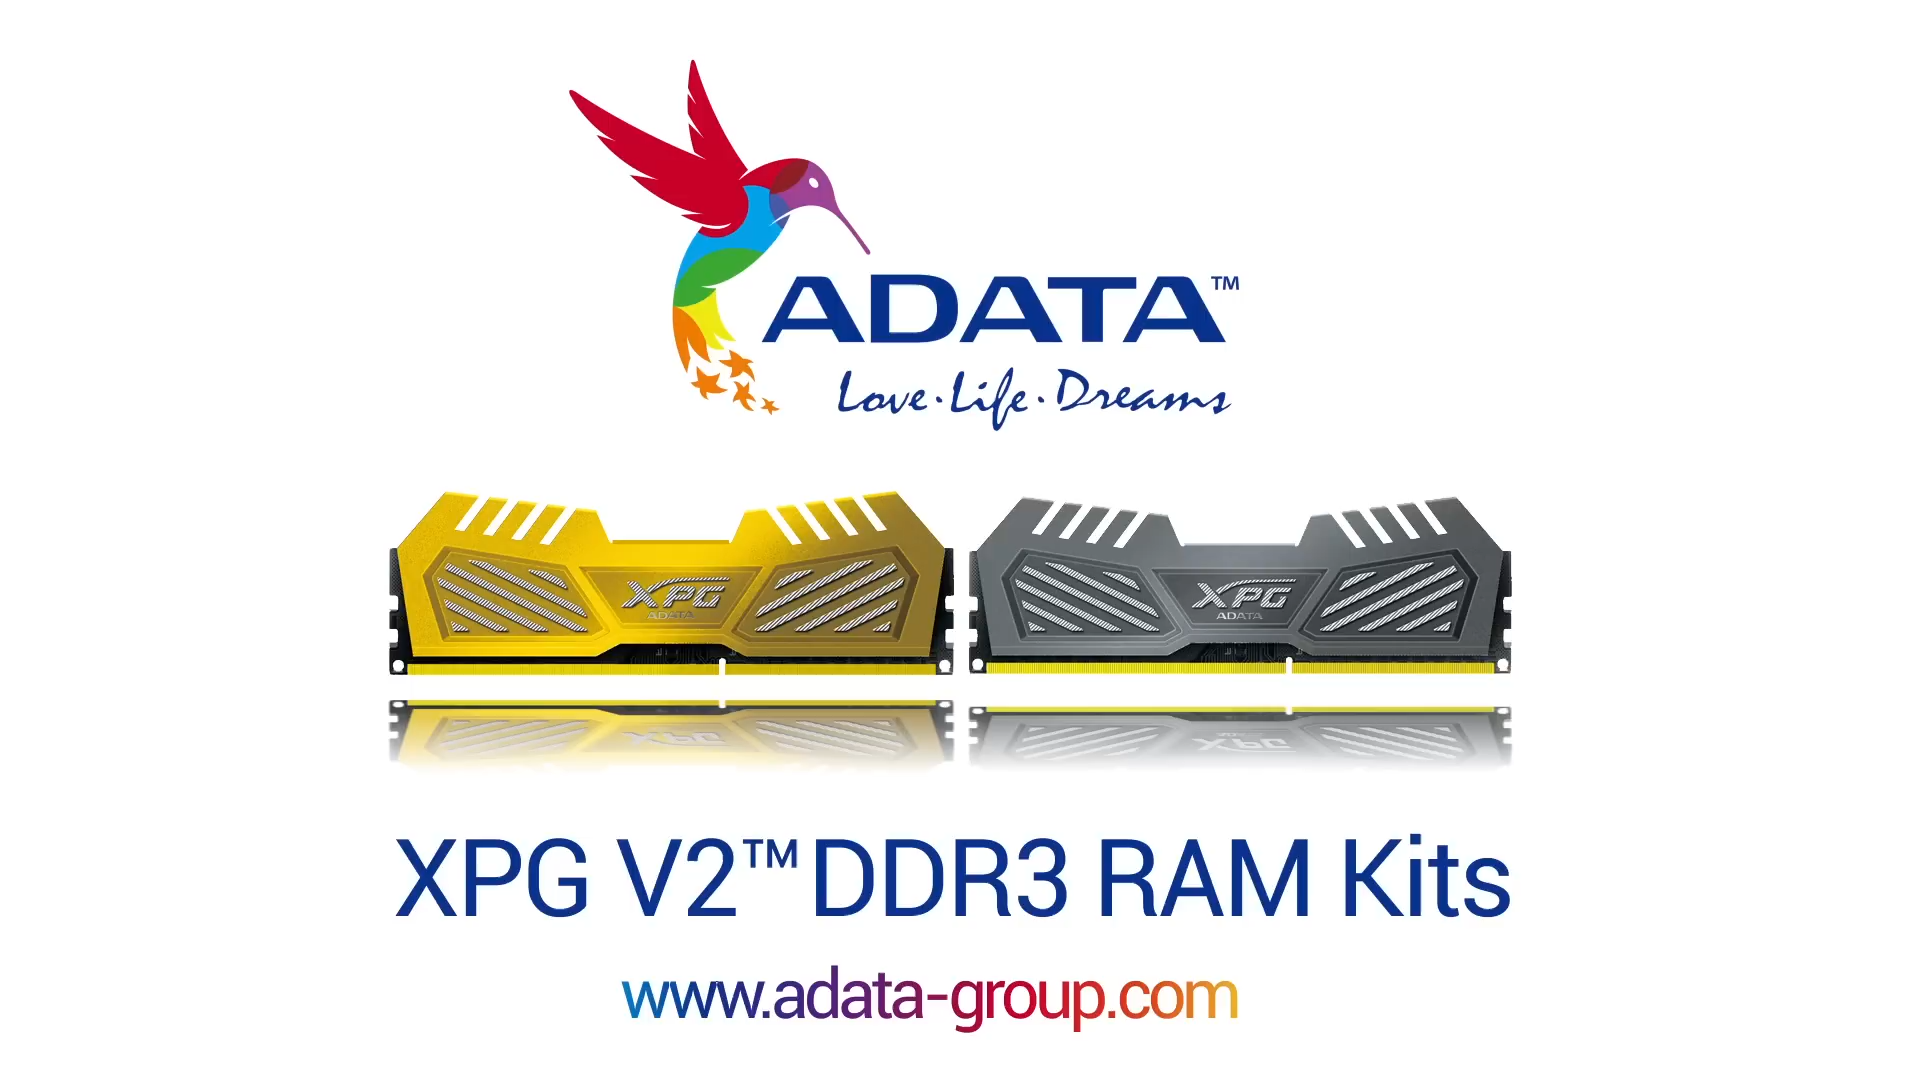 ADATA™
Love·Life·Dreams
XPG
ADATA
XPG
ADATA
XPG V2™ DDR3 RAM Kits
www.adata-group.com